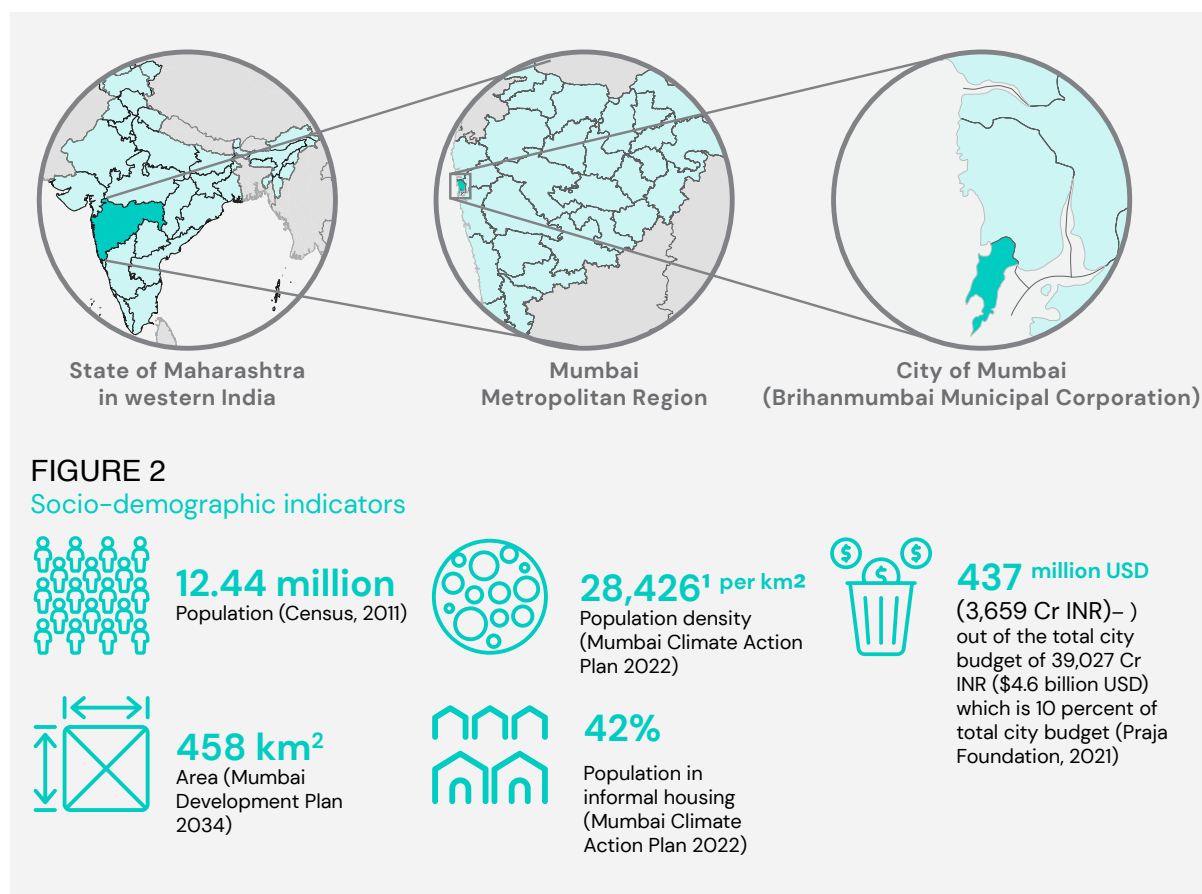 State of Maharashtra
in western India
Mumbai
Metropolitan Region
City of Mumbai
(Brihanmumbai Municipal Corporation)
FIGURE 2
Socio-demographic indicators
12.44 million
Population (Census, 2011)
28,426¹ per km²
Population density
(Mumbai Climate Action
Plan 2022)
$ $
$
437 million USD
(3,659 Cr INR)– )
out of the total city
budget of 39,027 Cr
INR ($4.6 billion USD)
which is 10 percent of
total city budget (Praja
Foundation, 2021)
458 km²
Area (Mumbai
Development Plan
2034)
42%
Population in
informal housing
(Mumbai Climate
Action Plan 2022)